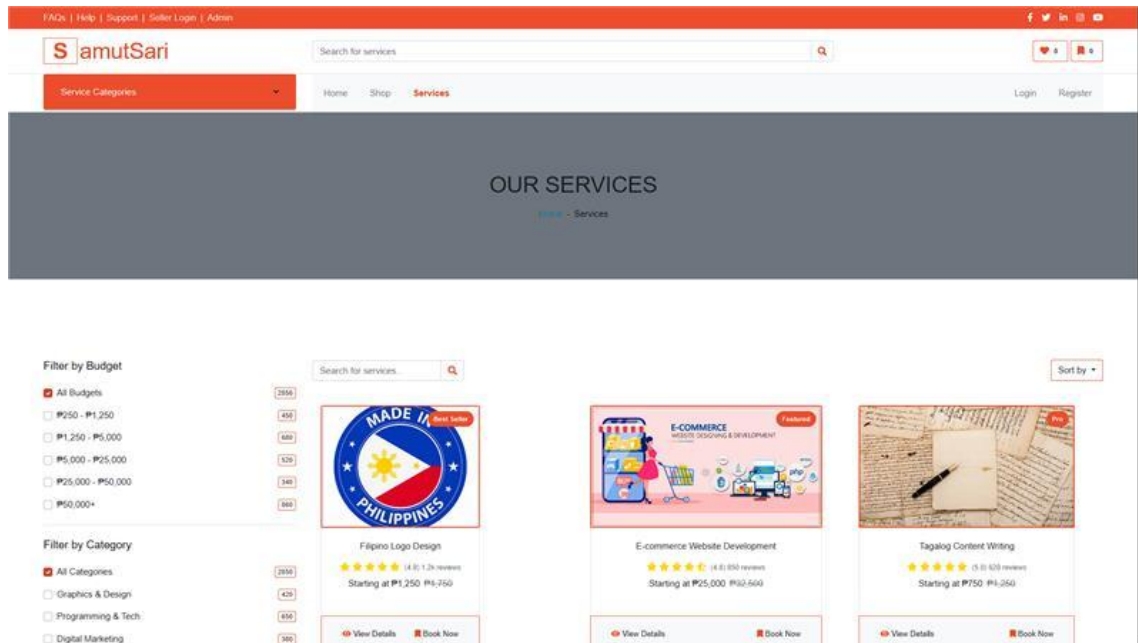 FAQs | Help | Support | Seller Login | Admin
SamutSari
Search for services
0 0
Service Categories
Home Shop Services
Login Register
OUR SERVICES
Home - Services
Filter by Budget
All Budgets 2850
₱250 - ₱1,250 450
₱1,250 - ₱5,000 680
₱5,000 - ₱25,000 520
₱25,000 - ₱50,000 340
₱50,000+ 860
Filter by Category
All Categories 2850
Graphics & Design 420
Programming & Tech 650
Digital Marketing 380
Search for services...
Sort by
MADE IN
PHILIPPINES
Best Seller
Filipino Logo Design
(4.9) 1.2k reviews
Starting at ₱1,250 ₱1,750
View Details Book Now
Featured
E-COMMERCE
WEBSITE DESIGNING & DEVELOPMENT
php
E-commerce Website Development
(4.8) 850 reviews
Starting at ₱25,000 ₱32,500
View Details Book Now
Pro
Tagalog Content Writing
(5.0) 620 reviews
Starting at ₱750 ₱1,250
View Details Book Now